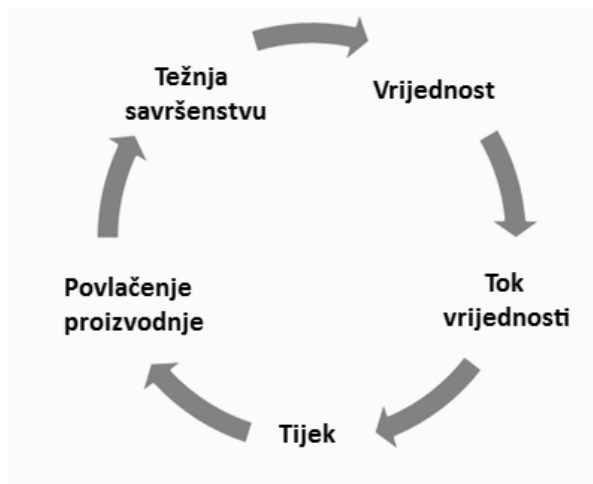 Težnja
savršenstvu
Vrijednost
Tok
vrijednosti
Tijek
Povlačenje
proizvodnje